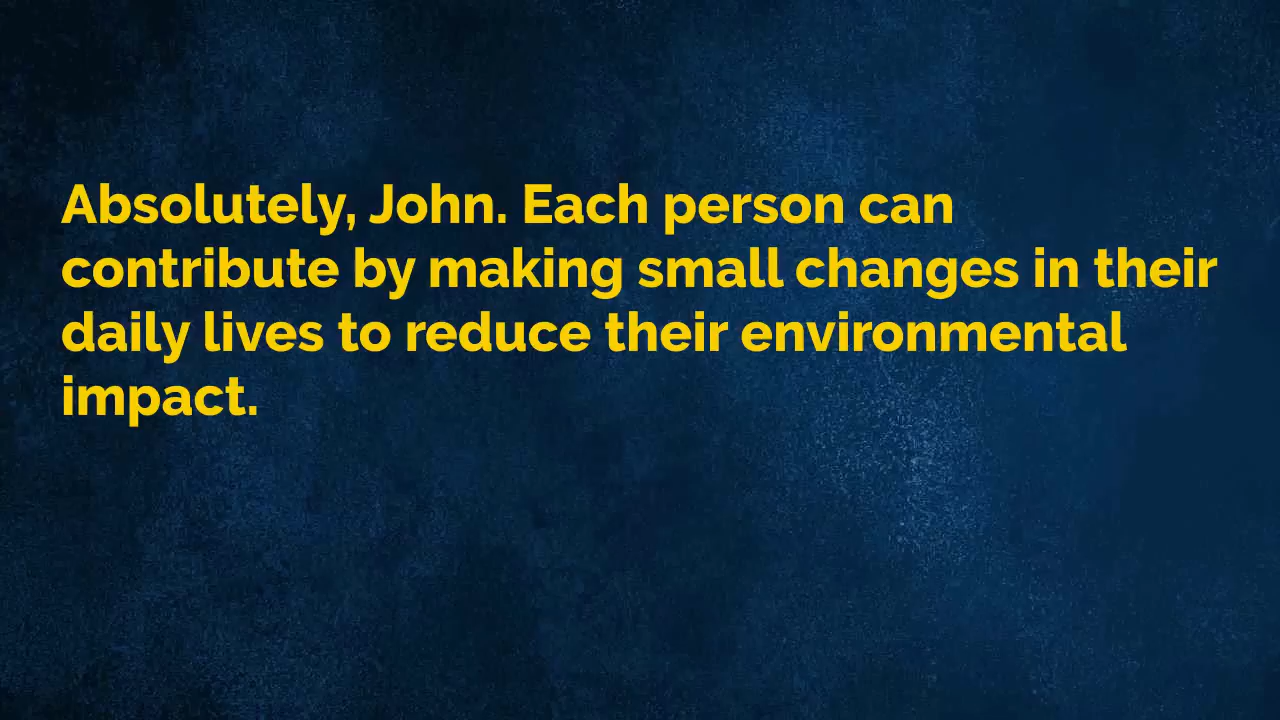 Absolutely, John. Each person can
contribute by making small changes in their
daily lives to reduce their environmental
impact.